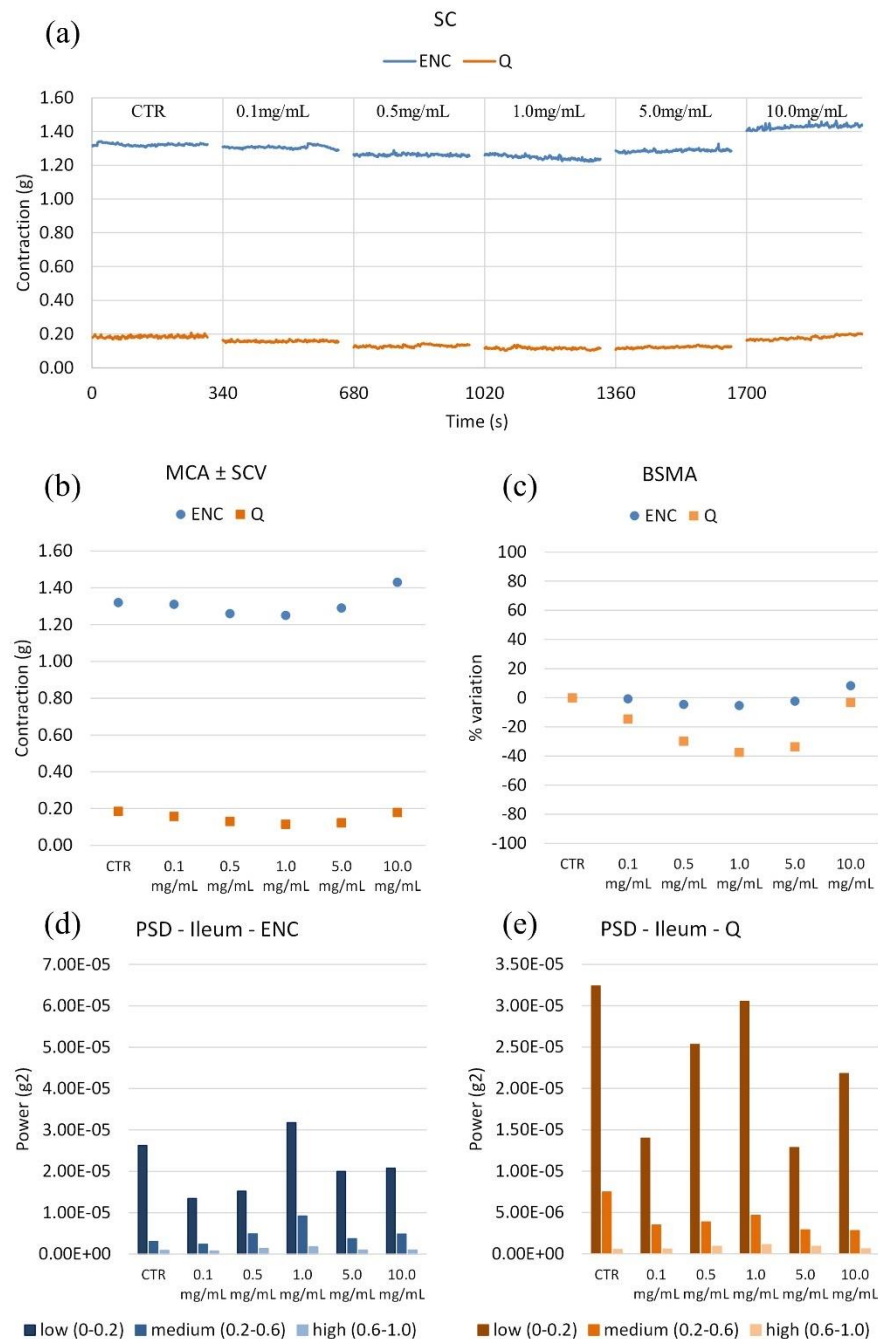 (a)
SC
ENC Q
1.60
1.40
1.20
1.00
0.80
0.60
0.40
0.20
0.00
Contraction (g)
CTR 0.1mg/mL 0.5mg/mL 1.0mg/mL 5.0mg/mL 10.0mg/mL
0 340 680 1020 1360 1700
Time (s)
(b)
MCA ± SCV
ENC Q
1.60
1.40
1.20
1.00
0.80
0.60
0.40
0.20
0.00
Contraction (g)
CTR 0.1 0.5 1.0 5.0 10.0
mg/mL mg/mL mg/mL mg/mL mg/mL
(c)
BSMA
ENC Q
100
80
60
40
20
0
-20
-40
-60
-80
-100
% variation
CTR 0.1 0.5 1.0 5.0 10.0
mg/mL mg/mL mg/mL mg/mL mg/mL
(d)
PSD - Ileum - ENC
7.00E-05
6.00E-05
5.00E-05
4.00E-05
3.00E-05
2.00E-05
1.00E-05
0.00E+00
Power (g2)
CTR 0.1 0.5 1.0 5.0 10.0
mg/mL mg/mL mg/mL mg/mL mg/mL
low (0-0.2) medium (0.2-0.6) high (0.6-1.0)
(e)
PSD - Ileum - Q
3.50E-05
3.00E-05
2.50E-05
2.00E-05
1.50E-05
1.00E-05
5.00E-06
0.00E+00
Power (g2)
CTR 0.1 0.5 1.0 5.0 10.0
mg/mL mg/mL mg/mL mg/mL mg/mL
low (0-0.2) medium (0.2-0.6) high (0.6-1.0)